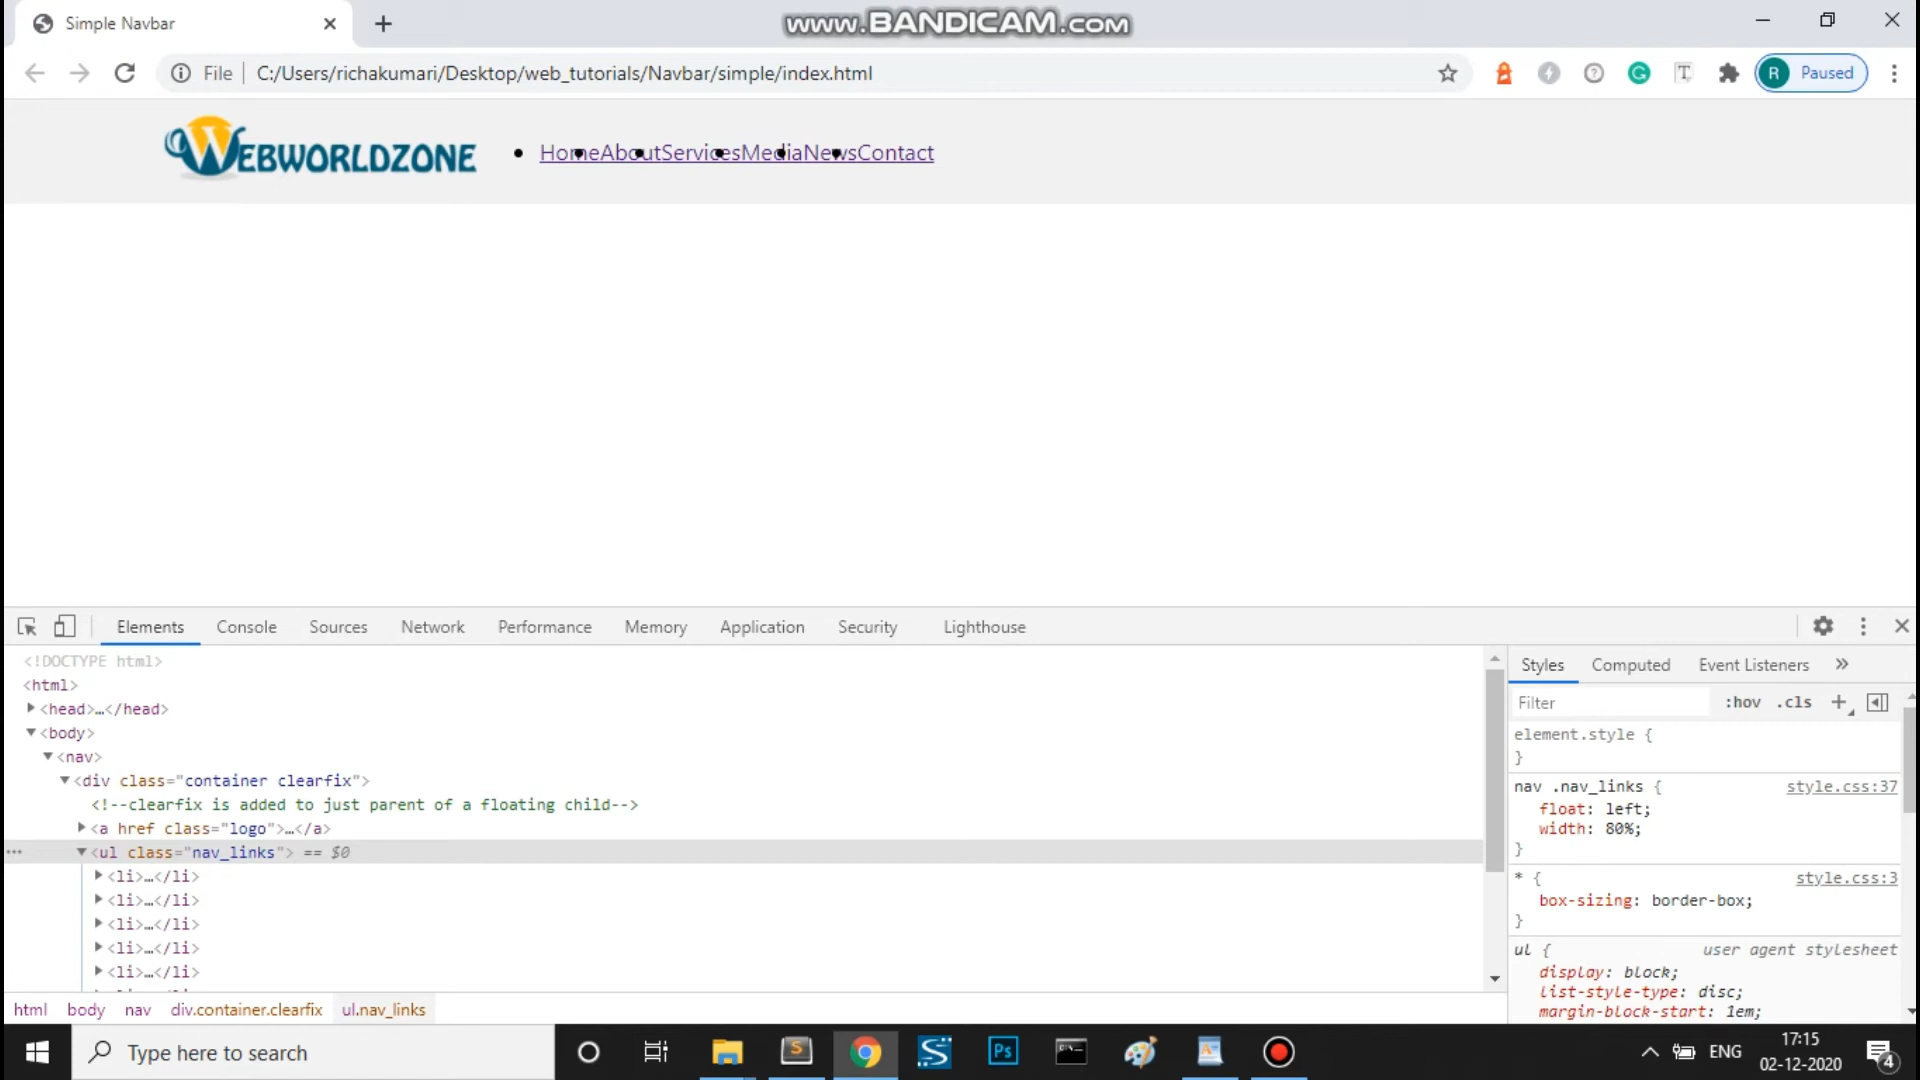 Simple Navbar
www.BANDICAM.com
File
C:/Users/richakumari/Desktop/web_tutorials/Navbar/simple/index.html
R Paused
WEBWORLDZONE
HomeAboutServicesMediaNewsContact
Elements Console Sources Network Performance Memory Application Security Lighthouse
<!DOCTYPE html>
<html>
<head>…</head>
<body>
<nav>
<div class="container clearfix">
<!--clearfix is added to just parent of a floating child-->
<a href class="logo">…</a>
<ul class="nav_links"> == $0
<li>…</li>
<li>…</li>
<li>…</li>
<li>…</li>
<li>…</li>
html body nav div.container.clearfix ul.nav_links
Styles Computed Event Listeners »
Filter :hov .cls +
element.style {
}
nav .nav_links { style.css:37
float: left;
width: 80%;
}
* { style.css:3
box-sizing: border-box;
}
ul { user agent stylesheet
display: block;
list-style-type: disc;
margin-block-start: 1em;
Type here to search
S
Ps
ENG
17:15
02-12-2020
4